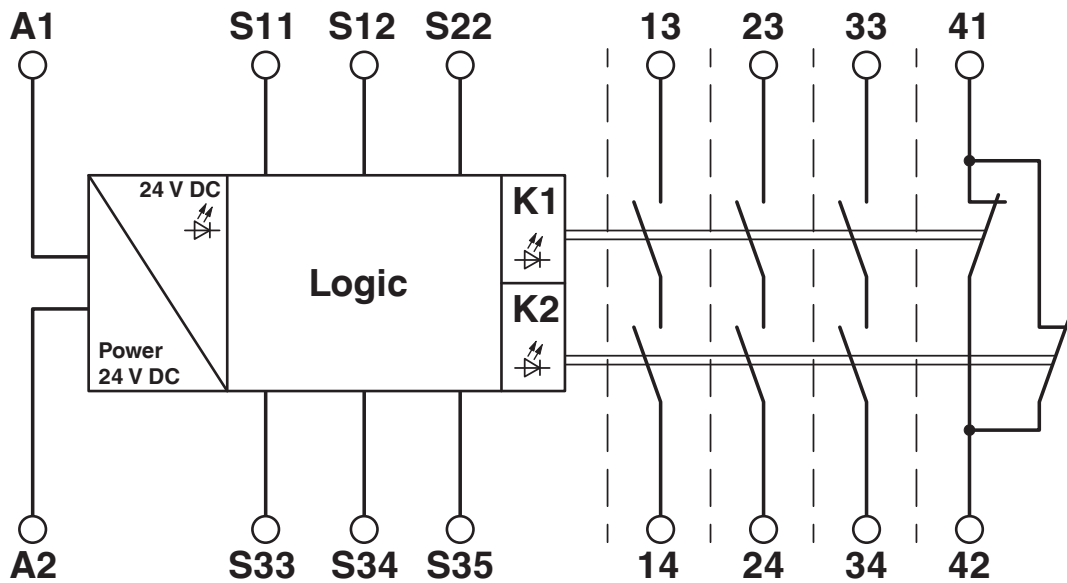 A1 S11 S12 S22 13 23 33 41
24 V DC
K1
Logic
K2
Power
24 V DC
A2 S33 S34 S35 14 24 34 42